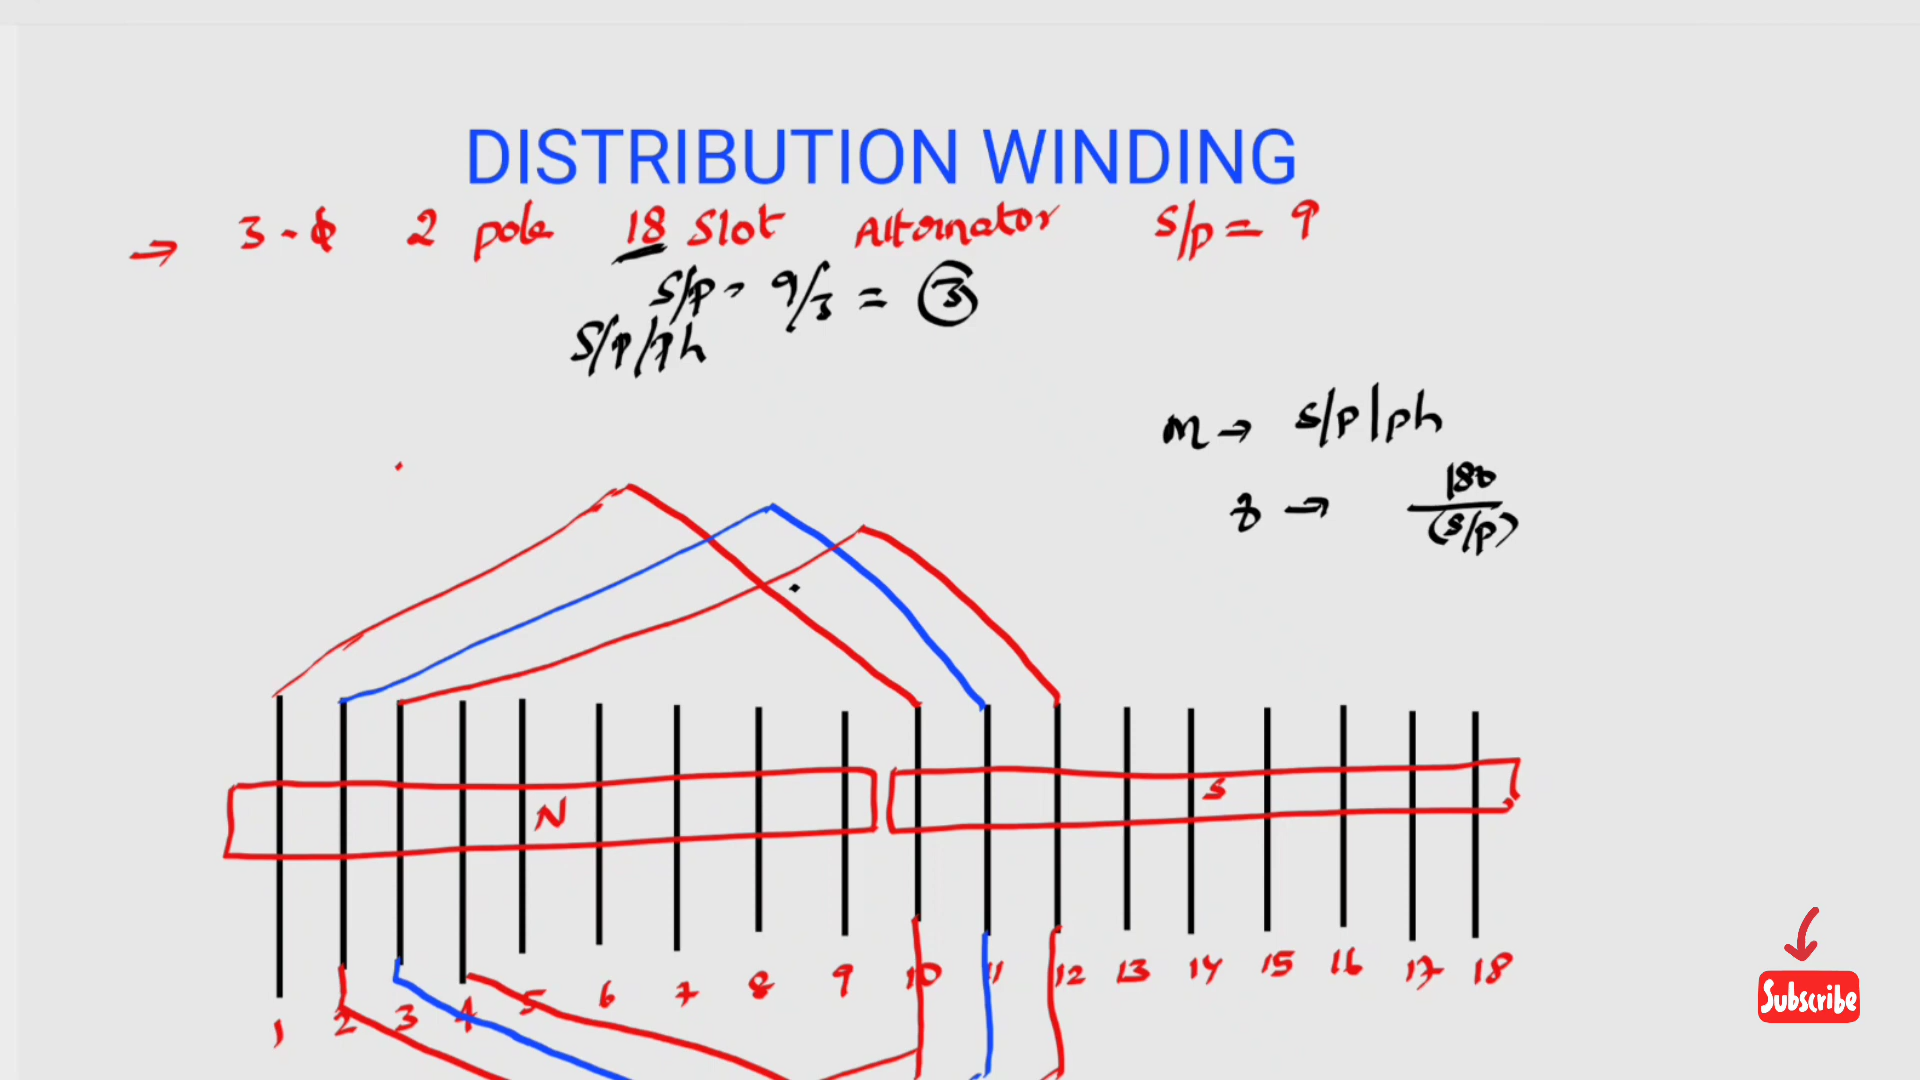 DISTRIBUTION WINDING
→ 3-ϕ 2 pole 18 Slot Alternator S/p = 9
S/p = 9/3 = 3
S/p/ph
m → s/p/ph
→ 180/(s/p)
N
S
1 2 3 4 5 6 7 8 9 10 11 12 13 14 15 16 17 18
Subscribe